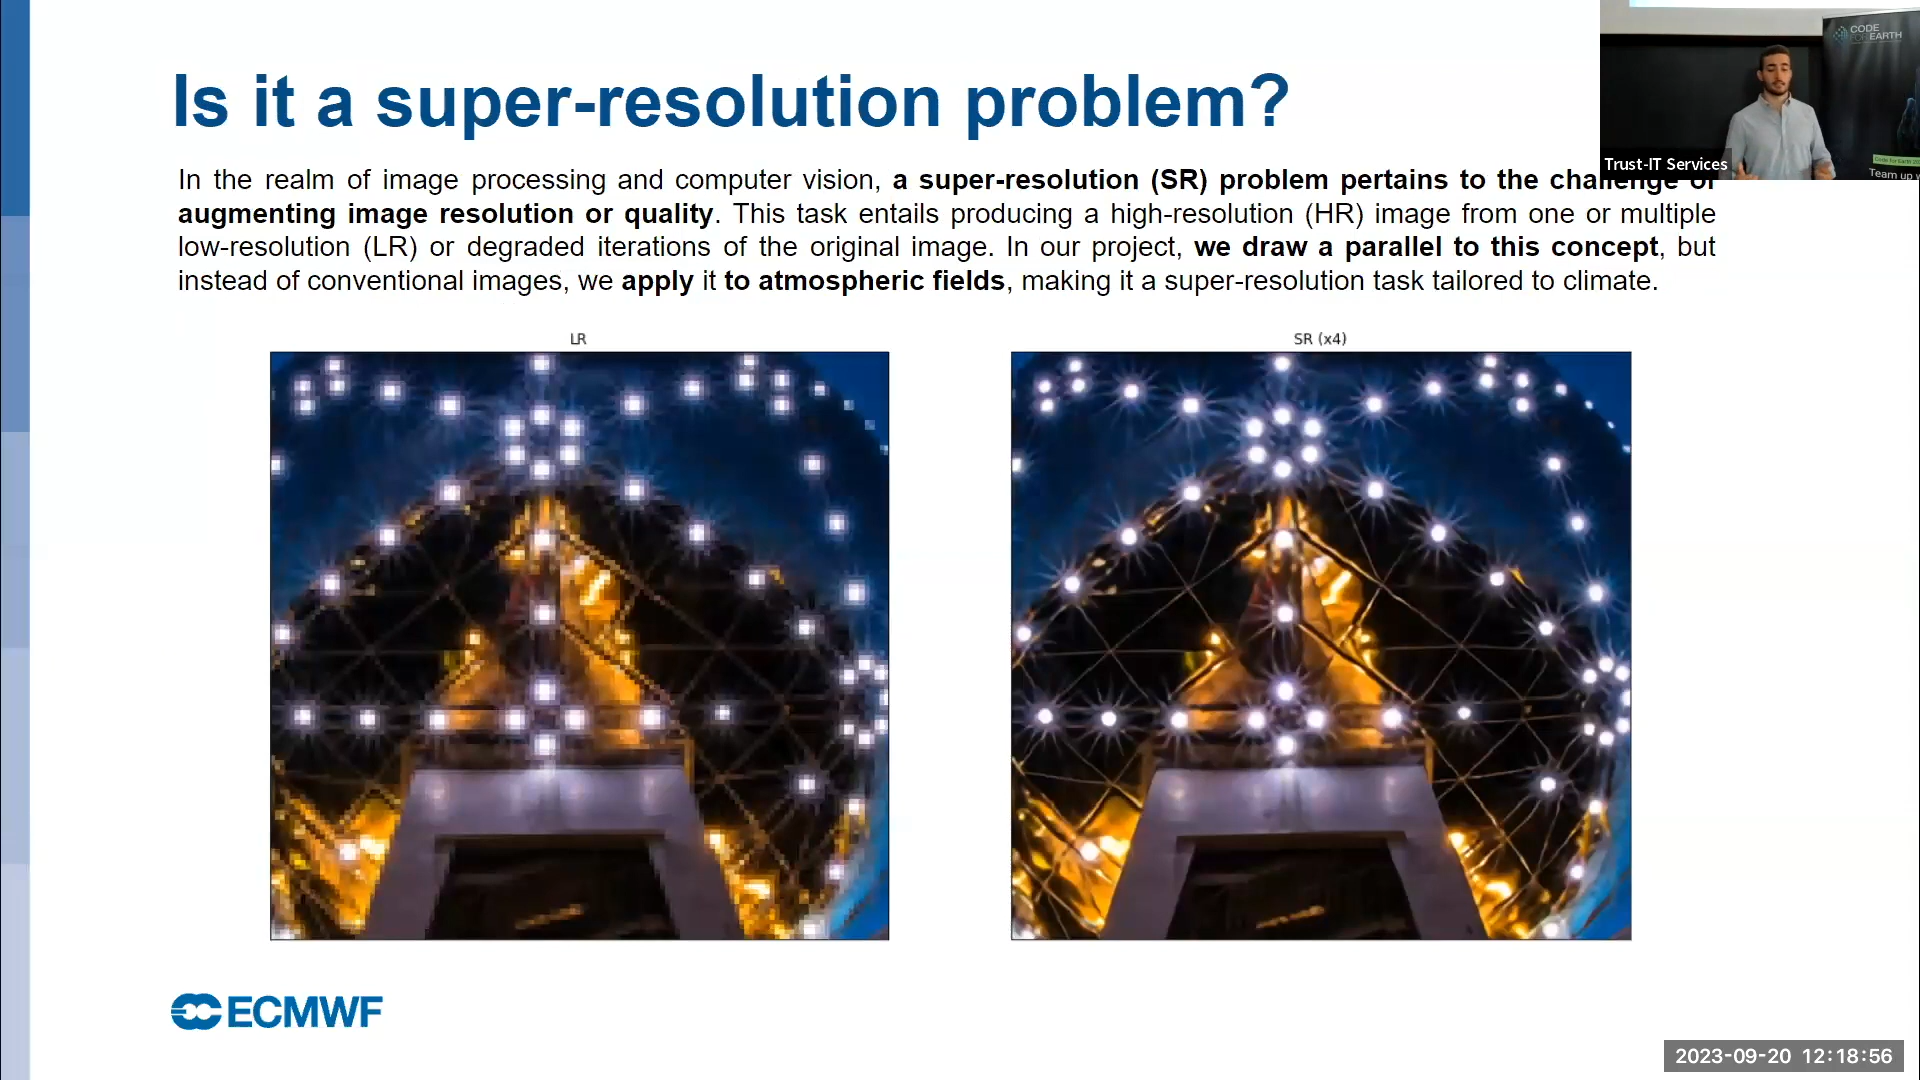 Is it a super-resolution problem?
CODE
FOR EARTH
Trust-IT Services
Team up w
In the realm of image processing and computer vision, a super-resolution (SR) problem pertains to the challenge of
augmenting image resolution or quality. This task entails producing a high-resolution (HR) image from one or multiple
low-resolution (LR) or degraded iterations of the original image. In our project, we draw a parallel to this concept, but
instead of conventional images, we apply it to atmospheric fields, making it a super-resolution task tailored to climate.
LR
SR (x4)
ECMWF
2023-09-20 12:18:56